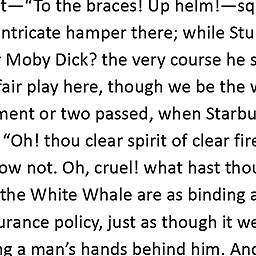 t—“To the braces! Up helm!—sq
ntricate hamper there; while Stu
Moby Dick? the very course he s
fair play here, though we be the w
ment or two passed, when Starbu
“Oh! thou clear spirit of clear fire
ow not. Oh, cruel! what hast thou
the White Whale are as binding a
urance policy, just as though it we
ng a man’s hands behind him. And